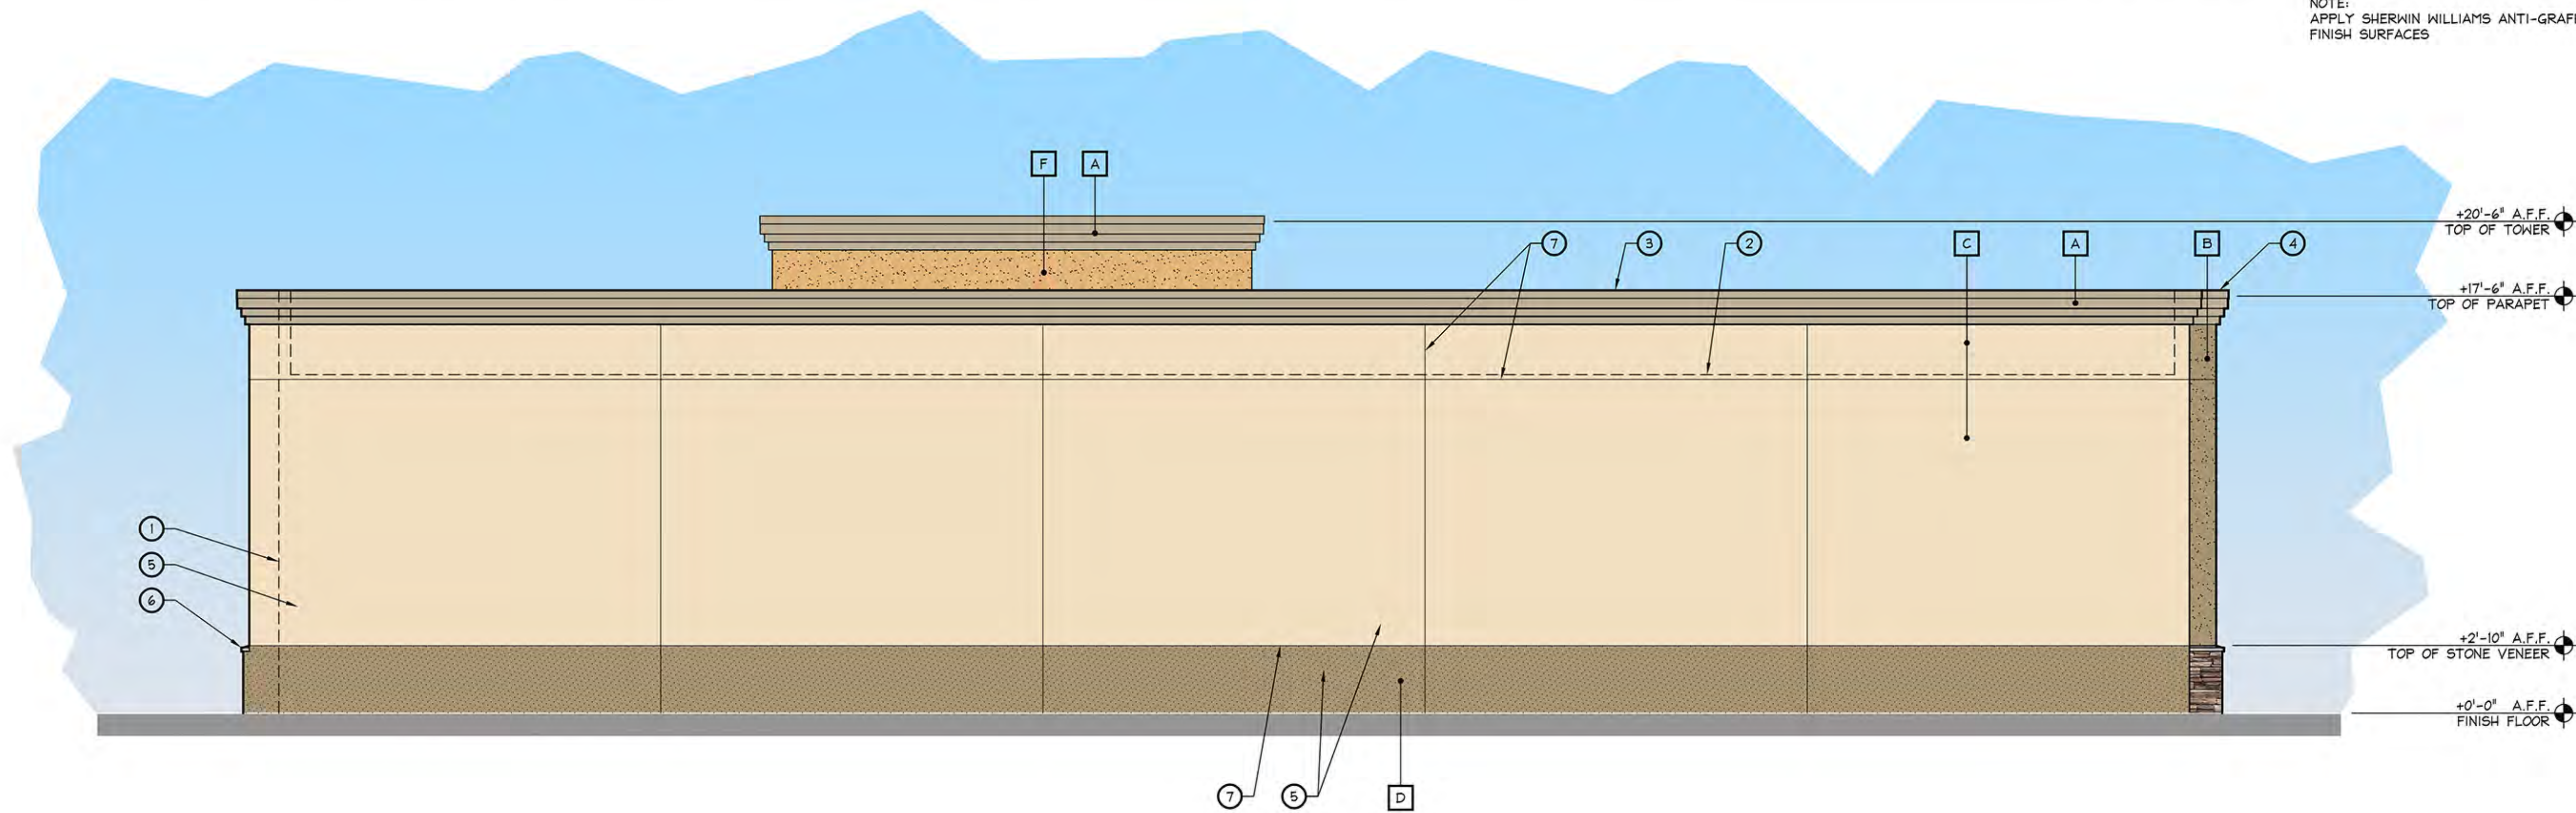 NOTE:
APPLY SHERWIN WILLIAMS ANTI-GRAF
FINISH SURFACES
F A
+20'-6" A.F.F.
TOP OF TOWER
7 3 2 C A B 4
+17'-6" A.F.F.
TOP OF PARAPET
1
5
6
+2'-10" A.F.F.
TOP OF STONE VENEER
+0'-0" A.F.F.
FINISH FLOOR
7 5 D